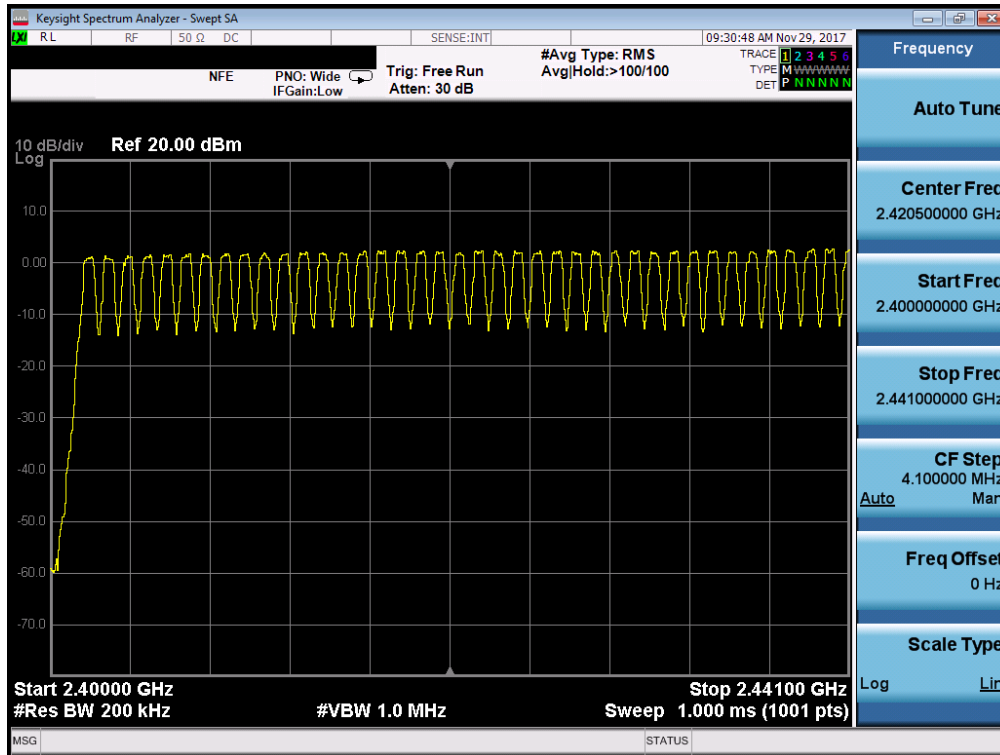 Keysight Spectrum Analyzer - Swept SA
LXI RL RF 50 Ω DC SENSE:INT 09:30:48 AM Nov 29, 2017
NFE
PNO: Wide
IFGain:Low
Trig: Free Run
Atten: 30 dB
#Avg Type: RMS
Avg|Hold:>100/100
TRACE 1 2 3 4 5 6
TYPE M WWWWW
DET P N N N N N
10 dB/div Ref 20.00 dBm
Log
10.0
0.00
-10.0
-20.0
-30.0
-40.0
-50.0
-60.0
-70.0
Start 2.40000 GHz Stop 2.44100 GHz
#Res BW 200 kHz #VBW 1.0 MHz Sweep 1.000 ms (1001 pts)
MSG STATUS
Frequency
Auto Tune
Center Freq
2.420500000 GHz
Start Freq
2.400000000 GHz
Stop Freq
2.441000000 GHz
CF Step
4.100000 MHz
Auto Man
Freq Offset
0 Hz
Scale Type
Log Lin